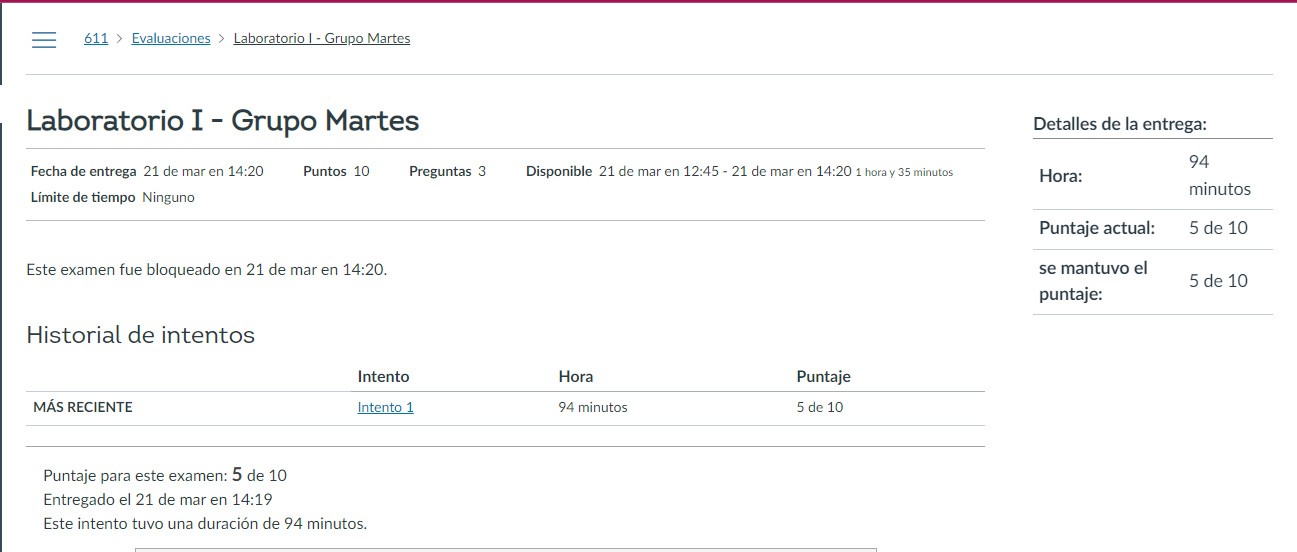 611 > Evaluaciones > Laboratorio I - Grupo Martes
Laboratorio I - Grupo Martes
Fecha de entrega 21 de mar en 14:20 Puntos 10 Preguntas 3 Disponible 21 de mar en 12:45 - 21 de mar en 14:20 1 hora y 35 minutos
Límite de tiempo Ninguno
Este examen fue bloqueado en 21 de mar en 14:20.
Historial de intentos
Intento Hora Puntaje
MÁS RECIENTE Intento 1 94 minutos 5 de 10
Puntaje para este examen: 5 de 10
Entregado el 21 de mar en 14:19
Este intento tuvo una duración de 94 minutos.
Detalles de la entrega:
Hora: 94
minutos
Puntaje actual: 5 de 10
se mantuvo el
puntaje: 5 de 10